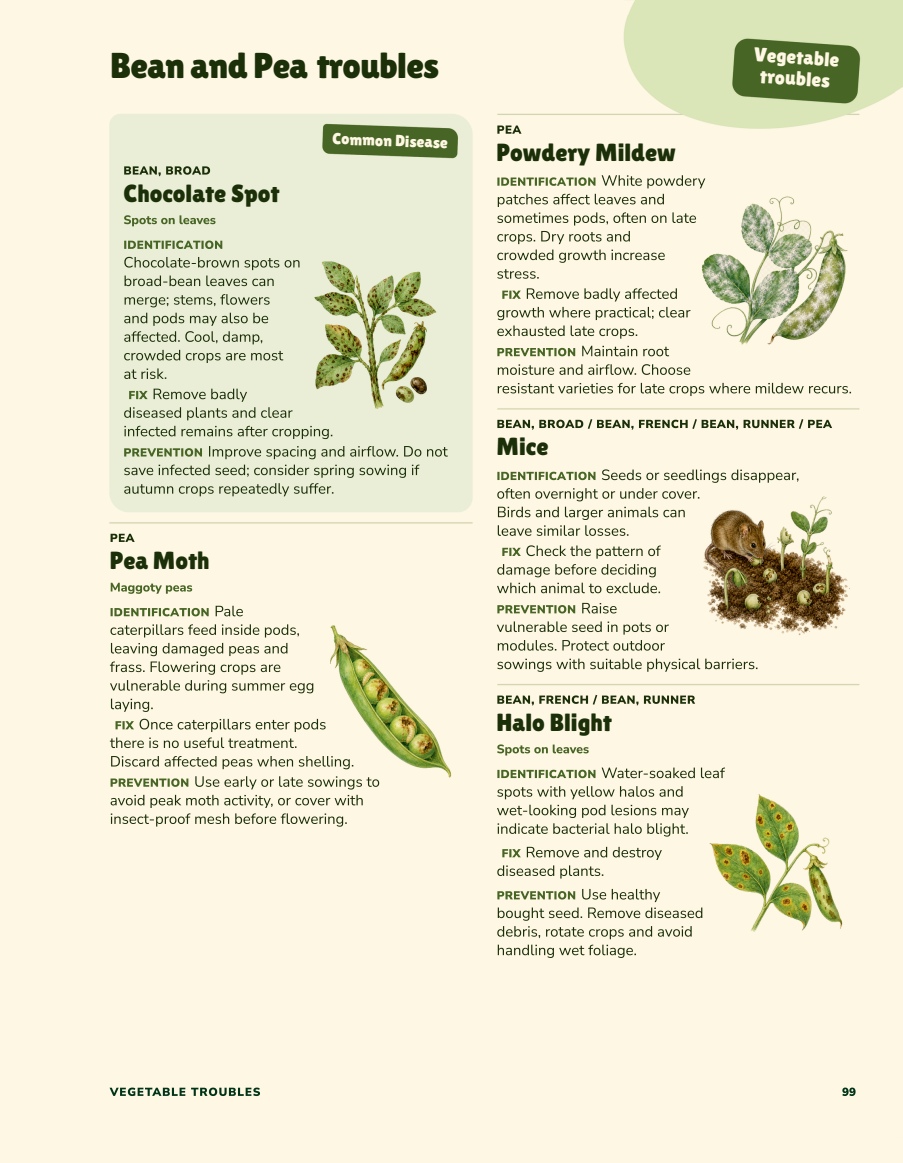 Bean and Pea troubles
Vegetable
troubles
Common Disease
BEAN, BROAD
Chocolate Spot
Spots on leaves
IDENTIFICATION
Chocolate-brown spots on
broad-bean leaves can
merge; stems, flowers
and pods may also be
affected. Cool, damp,
crowded crops are most
at risk.
FIX Remove badly
diseased plants and clear
infected remains after cropping.
PREVENTION Improve spacing and airflow. Do not
save infected seed; consider spring sowing if
autumn crops repeatedly suffer.
PEA
Pea Moth
Maggoty peas
IDENTIFICATION Pale
caterpillars feed inside pods,
leaving damaged peas and
frass. Flowering crops are
vulnerable during summer egg
laying.
FIX Once caterpillars enter pods
there is no useful treatment.
Discard affected peas when shelling.
PREVENTION Use early or late sowings to
avoid peak moth activity, or cover with
insect-proof mesh before flowering.
PEA
Powdery Mildew
IDENTIFICATION White powdery
patches affect leaves and
sometimes pods, often on late
crops. Dry roots and
crowded growth increase
stress.
FIX Remove badly affected
growth where practical; clear
exhausted late crops.
PREVENTION Maintain root
moisture and airflow. Choose
resistant varieties for late crops where mildew recurs.
BEAN, BROAD / BEAN, FRENCH / BEAN, RUNNER / PEA
Mice
IDENTIFICATION Seeds or seedlings disappear,
often overnight or under cover.
Birds and larger animals can
leave similar losses.
FIX Check the pattern of
damage before deciding
which animal to exclude.
PREVENTION Raise
vulnerable seed in pots or
modules. Protect outdoor
sowings with suitable physical barriers.
BEAN, FRENCH / BEAN, RUNNER
Halo Blight
Spots on leaves
IDENTIFICATION Water-soaked leaf
spots with yellow halos and
wet-looking pod lesions may
indicate bacterial halo blight.
FIX Remove and destroy
diseased plants.
PREVENTION Use healthy
bought seed. Remove diseased
debris, rotate crops and avoid
handling wet foliage.
VEGETABLE TROUBLES
99